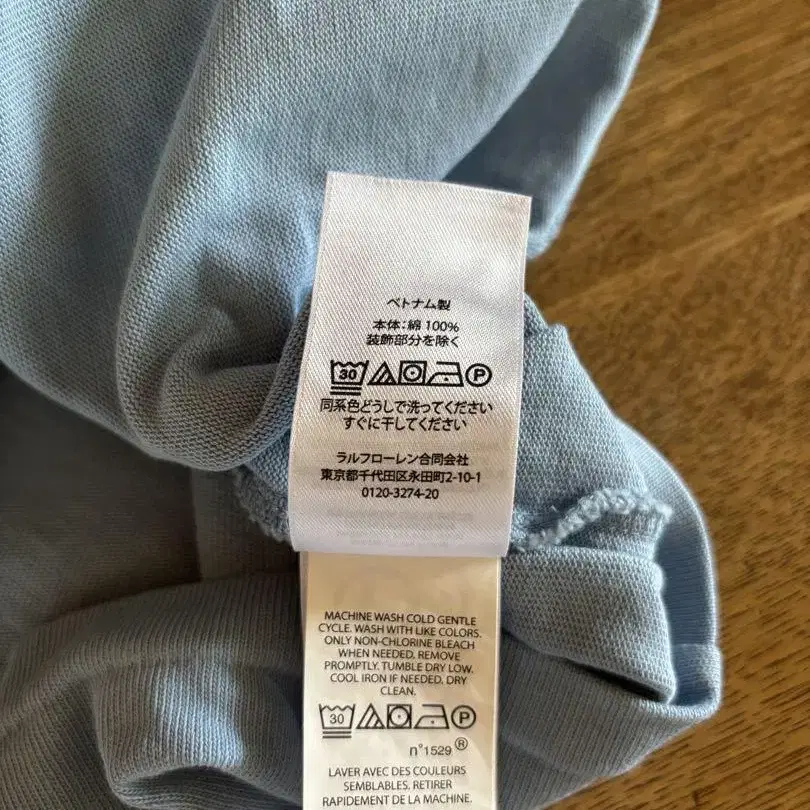 ベトナム製
本体：綿 100%
装飾部分を除く
30 P
同系色どうしで洗ってください
すぐに干してください
ラルフローレン合同会社
東京都千代田区永田町2-10-1
0120-3274-20
MACHINE WASH COLD GENTLE
CYCLE. WASH WITH LIKE COLORS.
ONLY NON-CHLORINE BLEACH
WHEN NEEDED. REMOVE
PROMPTLY. TUMBLE DRY LOW.
COOL IRON IF NEEDED. DRY
CLEAN.
30 P
n°1529 ®
LAVER AVEC DES COULEURS
SEMBLABLES. RETIRER
RAPIDEMENT DE LA MACHINE.